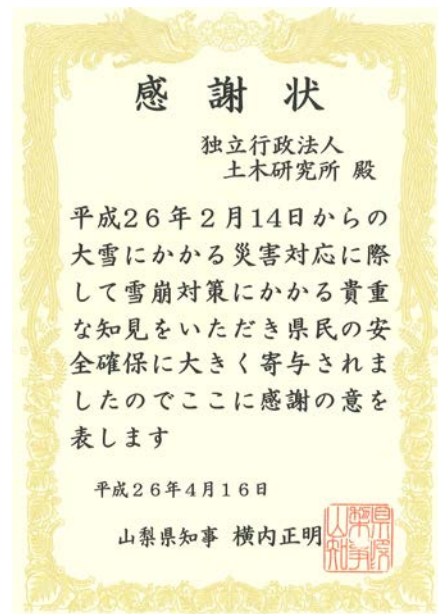 感謝状
独立行政法人
土木研究所 殿
平成26年2月14日からの
大雪にかかる災害対応に際
して雪崩対策にかかる貴重
な知見をいただき県民の安
全確保に大きく寄与されま
したのでここに感謝の意を
表します
平成26年4月16日
山梨県知事 横内正明